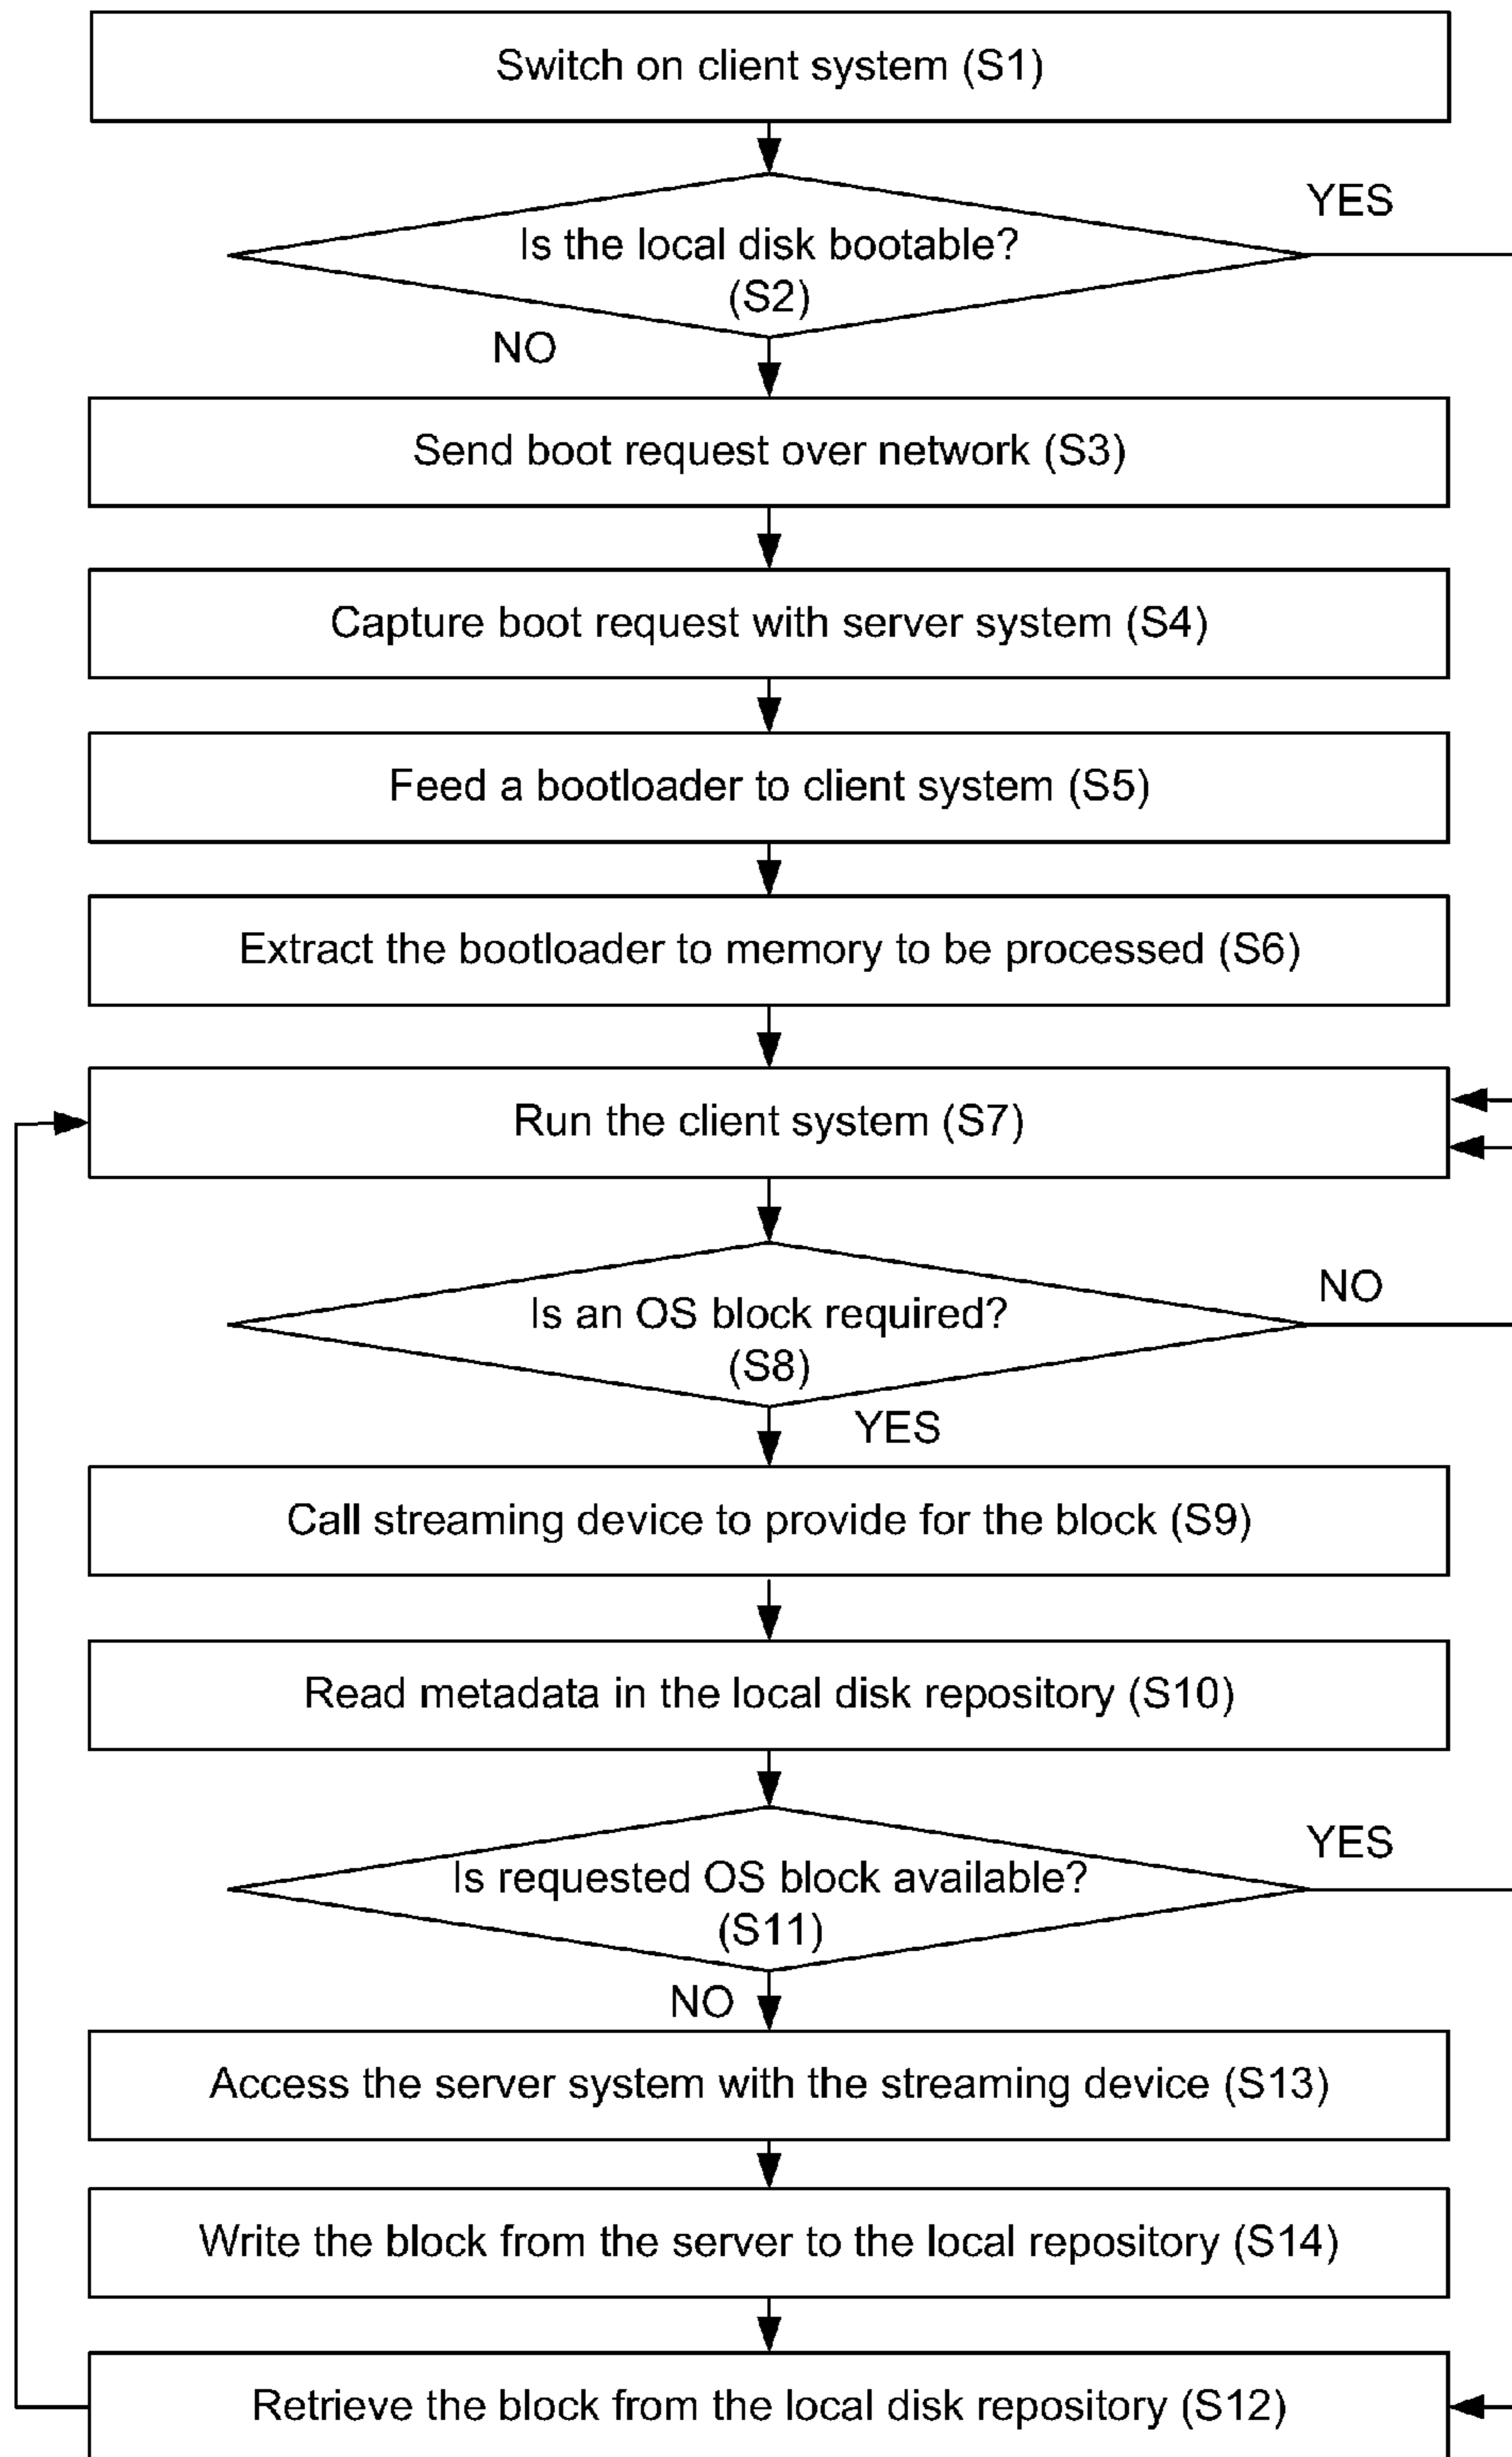 Switch on client system (S1)
YES
Is the local disk bootable?
(S2)
NO
Send boot request over network (S3)
Capture boot request with server system (S4)
Feed a bootloader to client system (S5)
Extract the bootloader to memory to be processed (S6)
Run the client system (S7)
NO
Is an OS block required?
(S8)
YES
Call streaming device to provide for the block (S9)
Read metadata in the local disk repository (S10)
YES
Is requested OS block available?
(S11)
NO
Access the server system with the streaming device (S13)
Write the block from the server to the local repository (S14)
Retrieve the block from the local disk repository (S12)